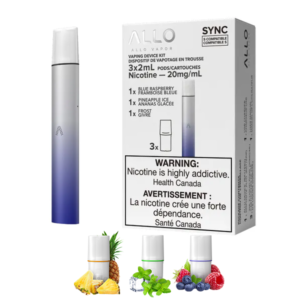 ALLO
ALLO VAPOR
SYNC
VAPING DEVICE KIT
DISPOSITIF DE VAPOTAGE EN TROUSSE
3x2mL PODS/CARTOUCHES
Nicotine — 20mg/mL
1x BLUE RASPBERRY
FRAMBOISE BLEUE
1x PINEAPPLE ICE
ANANAS GLACÉE
1x FROST
GIVRE
3x
WARNING:
Nicotine is highly addictive.
Health Canada
AVERTISSEMENT :
La nicotine crée une forte
dépendance.
Santé Canada
A